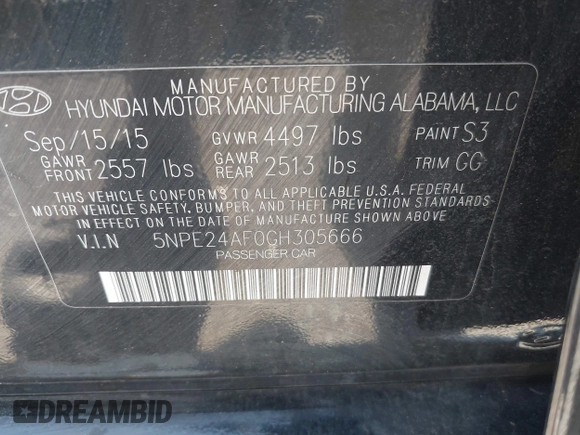 MANUFACTURED BY
HYUNDAI MOTOR MANUFACTURING ALABAMA, LLC
Sep/15/15 GVWR 4497 lbs PAINT S3
GAWR FRONT 2557 lbs GAWR REAR 2513 lbs TRIM GG
THIS VEHICLE CONFORMS TO ALL APPLICABLE U.S.A. FEDERAL
MOTOR VEHICLE SAFETY, BUMPER, AND THEFT PREVENTION STANDARDS
IN EFFECT ON THE DATE OF MANUFACTURE SHOWN ABOVE.
V.I.N 5NPE24AF0GH305666
PASSENGER CAR
DREAMBID